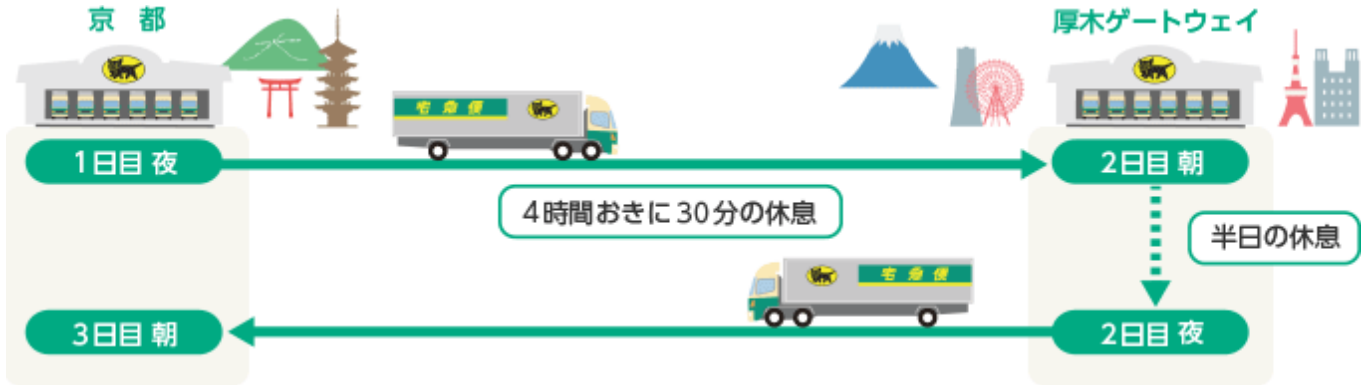 京都
厚木ゲートウェイ
宅急便
1日目 夜
2日目 朝
4時間おきに30分の休息
半日の休息
宅急便
3日目 朝
2日目 夜